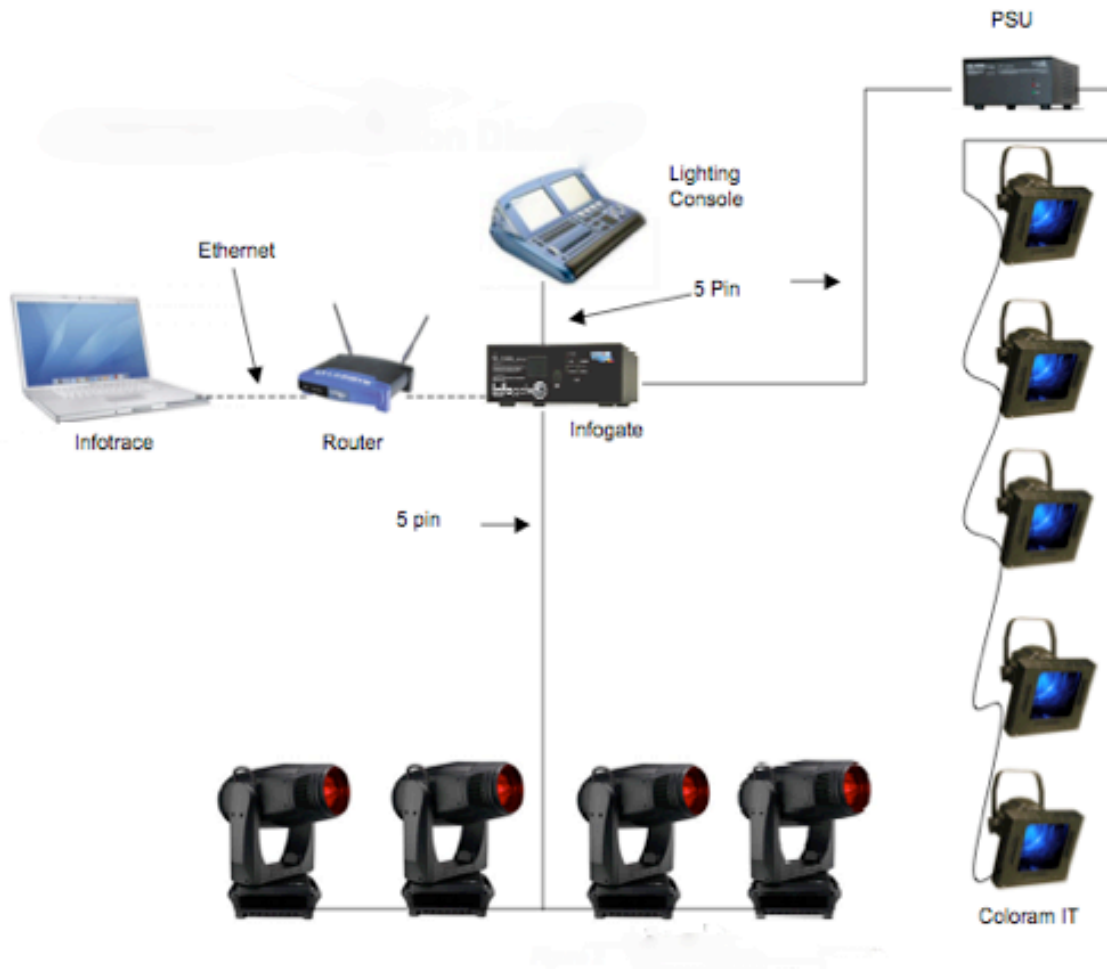 PSU
Lighting
Console
Ethernet
5 Pin
Infotrace
Router
Infogate
5 pin
Coloram IT